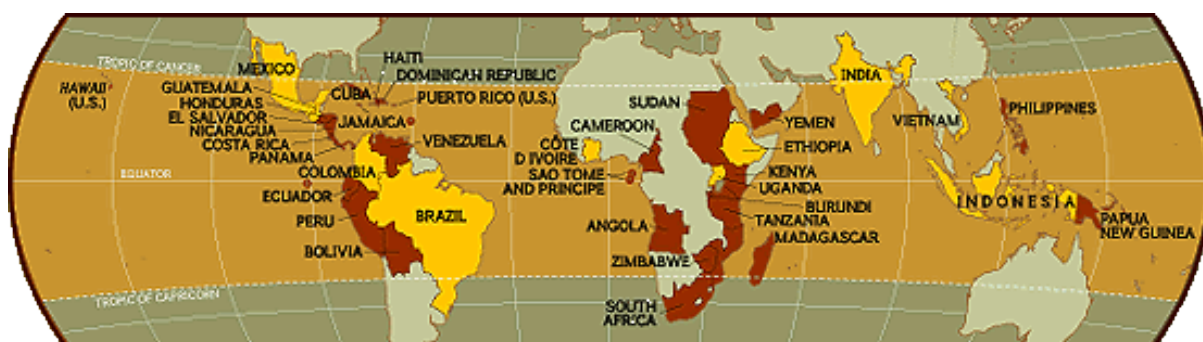 TROPIC OF CANCER
HAWAII
(U.S.)
MEXICO
GUATEMALA
HONDURAS
EL SALVADOR
NICARAGUA
COSTA RICA
PANAMA
CUBA
HAITI
DOMINICAN REPUBLIC
PUERTO RICO (U.S.)
JAMAICA
VENEZUELA
COLOMBIA
EQUATOR
ECUADOR
PERU
BRAZIL
BOLIVIA
TROPIC OF CAPRICORN
SUDAN
CAMEROON
CÔTE
D IVOIRE
SAO TOME
AND PRINCIPE
ANGOLA
ZIMBABWE
SOUTH
AFRICA
YEMEN
ETHIOPIA
KENYA
UGANDA
BURUNDI
TANZANIA
MADAGASCAR
INDIA
VIETNAM
PHILIPPINES
INDONESIA
PAPUA
NEW GUINEA